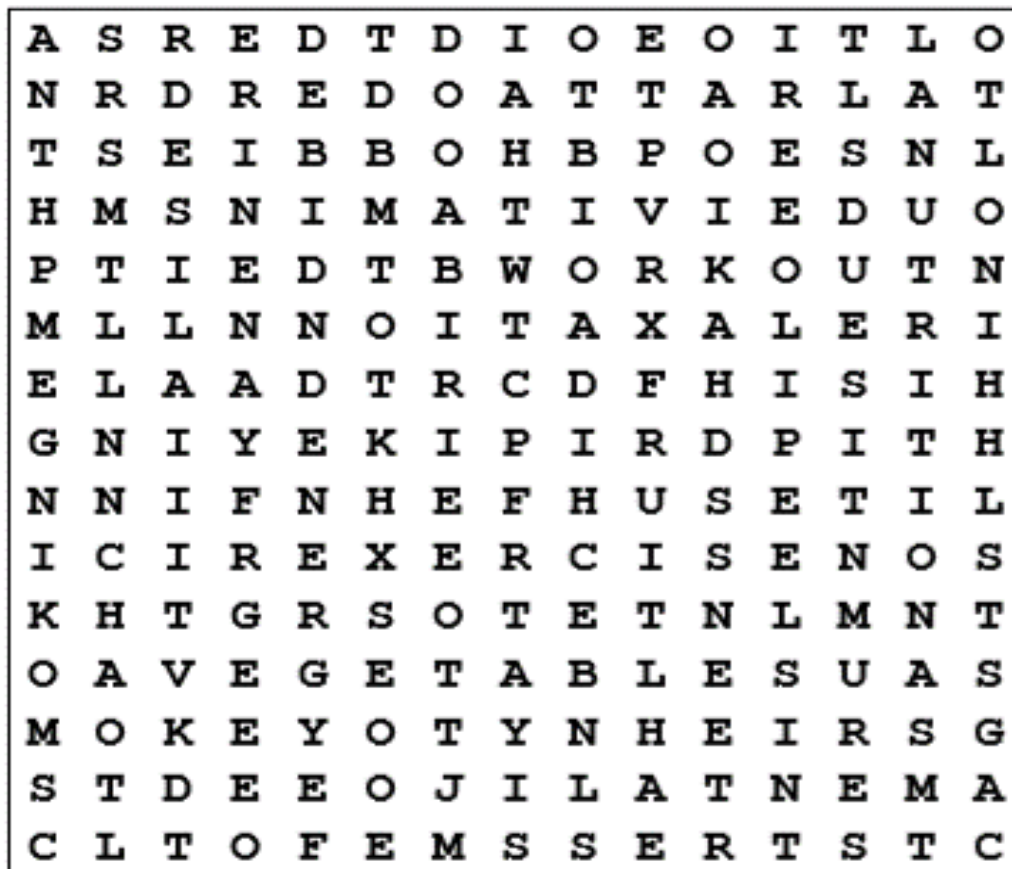 A S R E D T D I O E O I T L O
N R D R E D O A T T A R L A T
T S E I B B O H B P O E S N L
H M S N I M A T I V I E D U O
P T I E D T B W O R K O U T N
M L L N N O I T A X A L E R I
E L A A D T R C D F H I S I H
G N I Y E K I P I R D P I T H
N N I F N H E F H U S E T I L
I C I R E X E R C I S E N O S
K H T G R S O T E T N L M N T
O A V E G E T A B L E S U A S
M O K E Y O T Y N H E I R S G
S T D E E O J I L A T N E M A
C L T O F E M S S E R T S T C